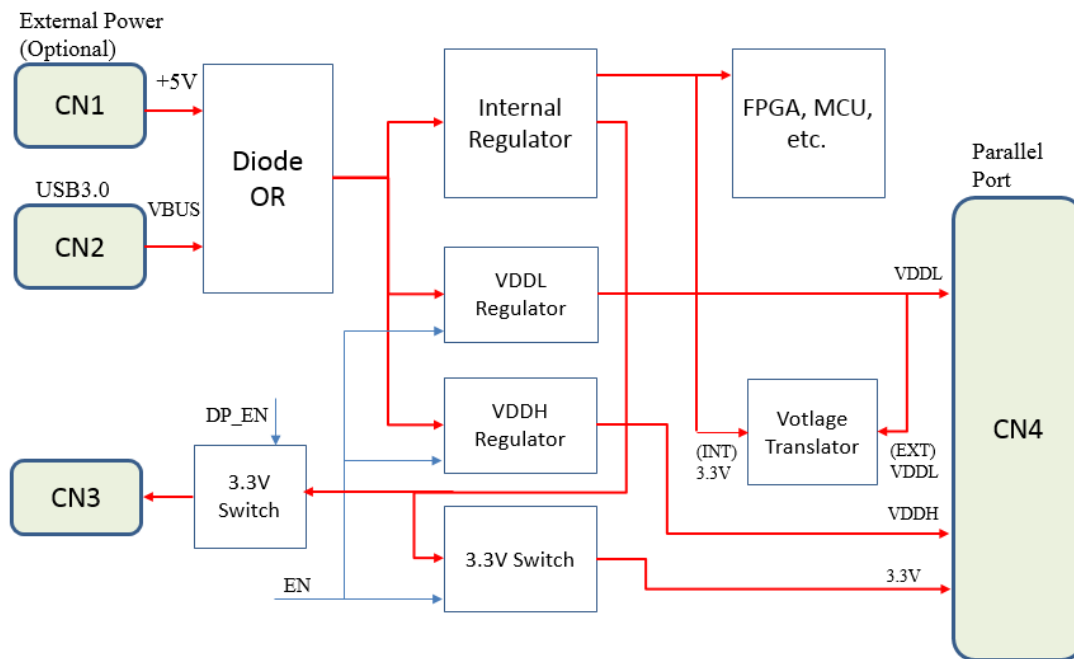 External Power
(Optional)
CN1
+5V
USB3.0
CN2
VBUS
Diode
OR
Internal
Regulator
FPGA, MCU,
etc.
Parallel
Port
VDDL
Regulator
VDDL
VDDH
Regulator
Votlage
Translator
(INT)
3.3V
(EXT)
VDDL
CN4
DP_EN
3.3V
Switch
CN3
VDDH
3.3V Switch
3.3V
EN